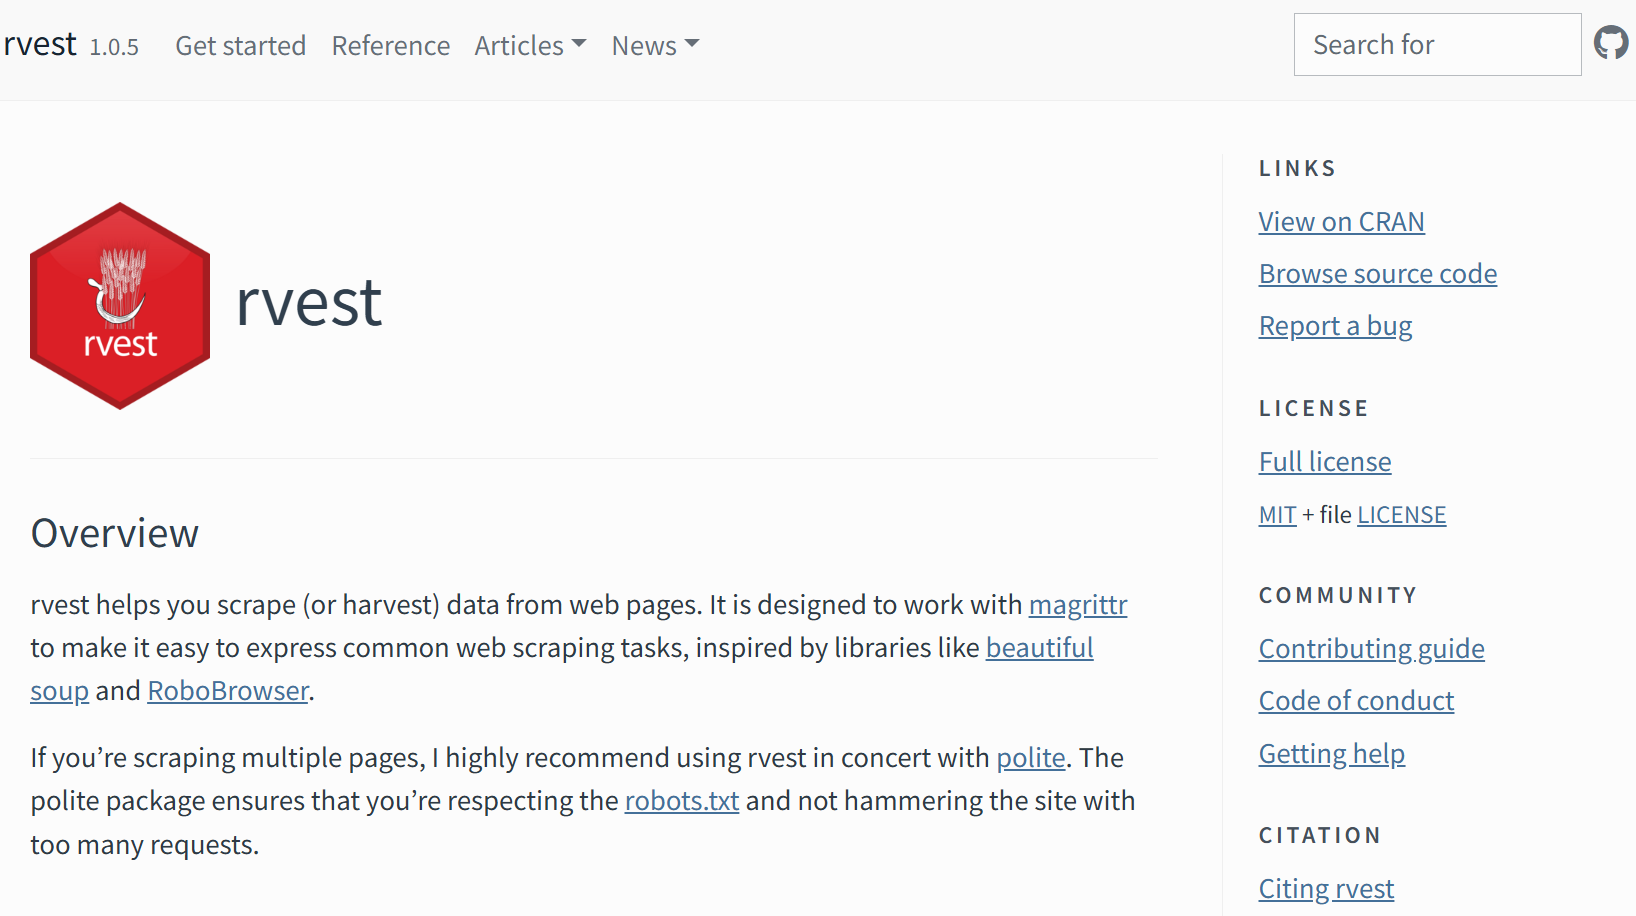 rvest 1.0.5 Get started Reference Articles News Search for
rvest
rvest
Overview
rvest helps you scrape (or harvest) data from web pages. It is designed to work with magrittr
to make it easy to express common web scraping tasks, inspired by libraries like beautiful
soup and RoboBrowser.
If you’re scraping multiple pages, I highly recommend using rvest in concert with polite. The
polite package ensures that you’re respecting the robots.txt and not hammering the site with
too many requests.
LINKS
View on CRAN
Browse source code
Report a bug
LICENSE
Full license
MIT + file LICENSE
COMMUNITY
Contributing guide
Code of conduct
Getting help
CITATION
Citing rvest